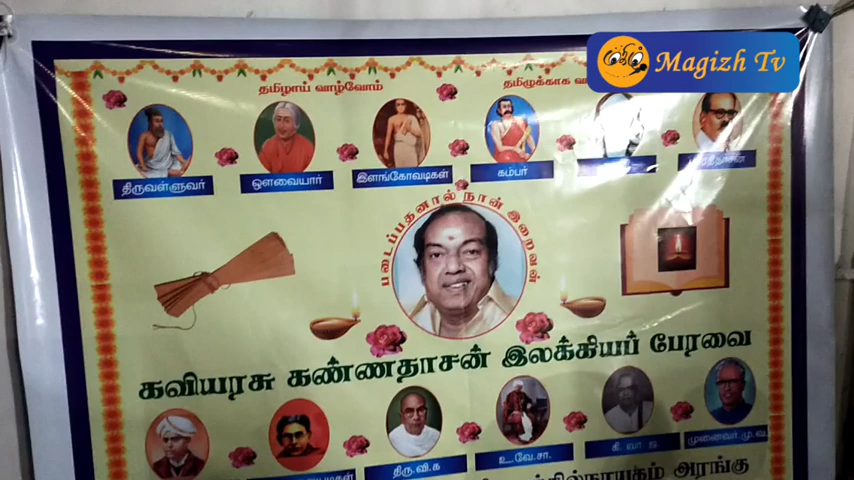 Magizh Tv
தமிழாய் வாழ்வோம்
தமிழுக்காக
திருவள்ளுவர்
ஔவையார்
இளங்கோவடிகள்
கம்பர்
படைப்பதனால் நான் இறைவன்
கவியரசு கண்ணதாசன் இலக்கியப் பேரவை
திரு.வி.க
உ.வே.சா.
கி.வா.ஜ
முனைவர்.மு.வ.
அரங்கு